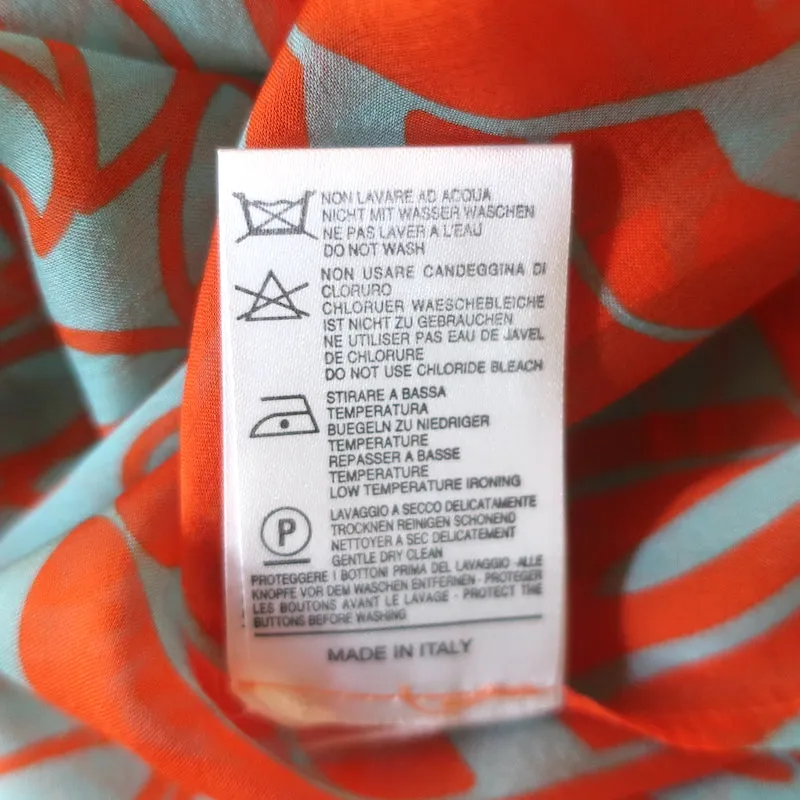 NON LAVARE AD ACQUA
NICHT MIT WASSER WASCHEN
NE PAS LAVER A L'EAU
DO NOT WASH
NON USARE CANDEGGINA DI
CLORURO
CHLORUER WAESCHEBLEICHE
IST NICHT ZU GEBRAUCHEN
NE UTILISER PAS EAU DE JAVEL
DE CHLORURE
DO NOT USE CHLORIDE BLEACH
STIRARE A BASSA
TEMPERATURA
BUEGELN ZU NIEDRIGER
TEMPERATURE
REPASSER A BASSE
TEMPERATURE
LOW TEMPERATURE IRONING
P
LAVAGGIO A SECCO DELICATAMENTE
TROCKNEN REINIGEN SCHONEND
NETTOYER A SEC DELICATEMENT
GENTLE DRY CLEAN
PROTEGGERE I BOTTONI PRIMA DEL LAVAGGIO -ALLE
KNOPFE VOR DEM WASCHEN ENTFERNEN - PROTEGER
LES BOUTONS AVANT LE LAVAGE - PROTECT THE
BUTTONS BEFORE WASHING
MADE IN ITALY